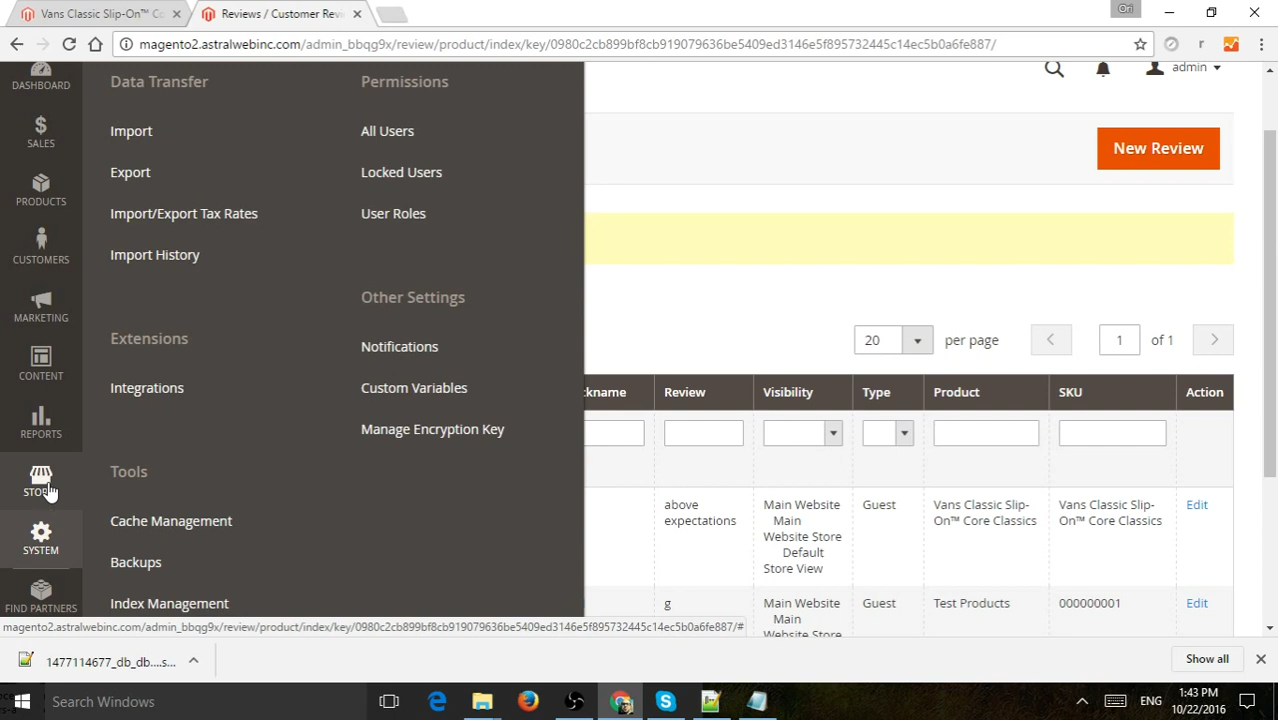 Vans Classic Slip-On™ Co
Reviews / Customer Revi
Ori
magento2.astralwebinc.com/admin_bbqg9x/review/product/index/key/0980c2cb899bf8cb919079636be5409ed3146e5f895732445c14ec5b0a6fe887/
r
DASHBOARD
SALES
PRODUCTS
CUSTOMERS
MARKETING
CONTENT
REPORTS
SYSTEM
FIND PARTNERS
Data Transfer
Import
Export
Import/Export Tax Rates
Import History
Extensions
Integrations
Tools
Cache Management
Backups
Index Management
Permissions
All Users
Locked Users
User Roles
Other Settings
Notifications
Custom Variables
Manage Encryption Key
admin
New Review
20 per page 1 of 1
ckname Review Visibility Type Product SKU Action
above
expectations
Main Website
Main
Website Store
Default
Store View
Guest
Vans Classic Slip-
On™ Core Classics
Vans Classic Slip-
On™ Core Classics
Edit
g
Main Website
Main
Website Store
Guest
Test Products
000000001
Edit
magento2.astralwebinc.com/admin_bbqg9x/review/product/index/key/0980c2cb899bf8cb919079636be5409ed3146e5f895732445c14ec5b0a6fe887/#
1477114677_db_db....s...
Show all
Search Windows
ENG
1:43 PM
10/22/2016